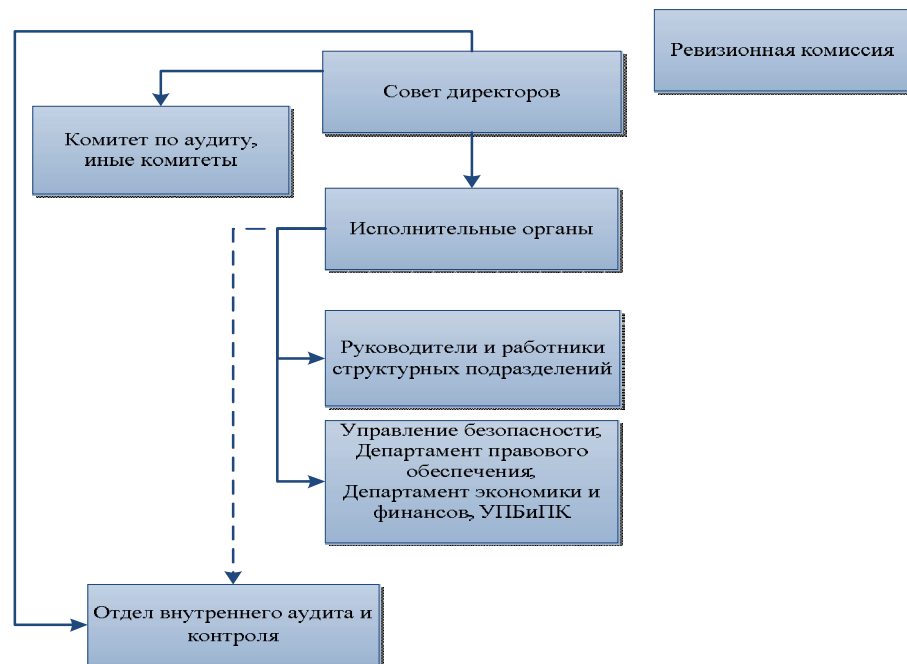 Ревизионная комиссия
Совет директоров
Комитет по аудиту,
иные комитеты
Исполнительные органы
Руководители и работники
структурных подразделений
Управление безопасности;
Департамент правового
обеспечения;
Департамент экономики и
финансов, УПБиПК
Отдел внутреннего аудита и
контроля